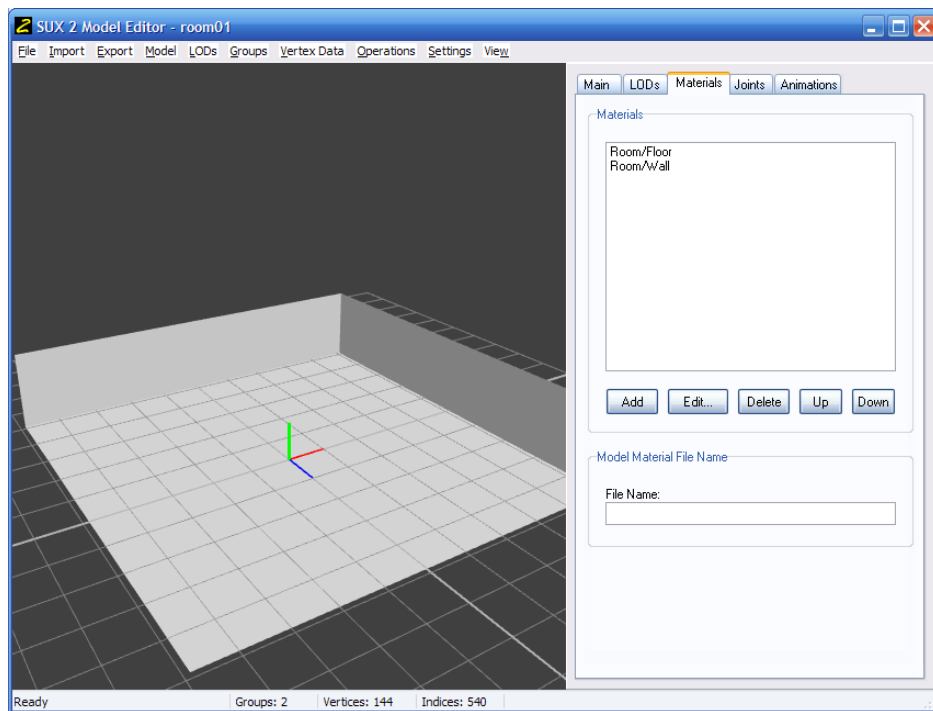 SUX 2 Model Editor - room01
File Import Export Model LODs Groups Vertex Data Operations Settings View
Main LODs Materials Joints Animations
Materials
Room/Floor
Room/Wall
Add Edit... Delete Up Down
Model Material File Name
File Name:
Ready Groups: 2 Vertices: 144 Indices: 540